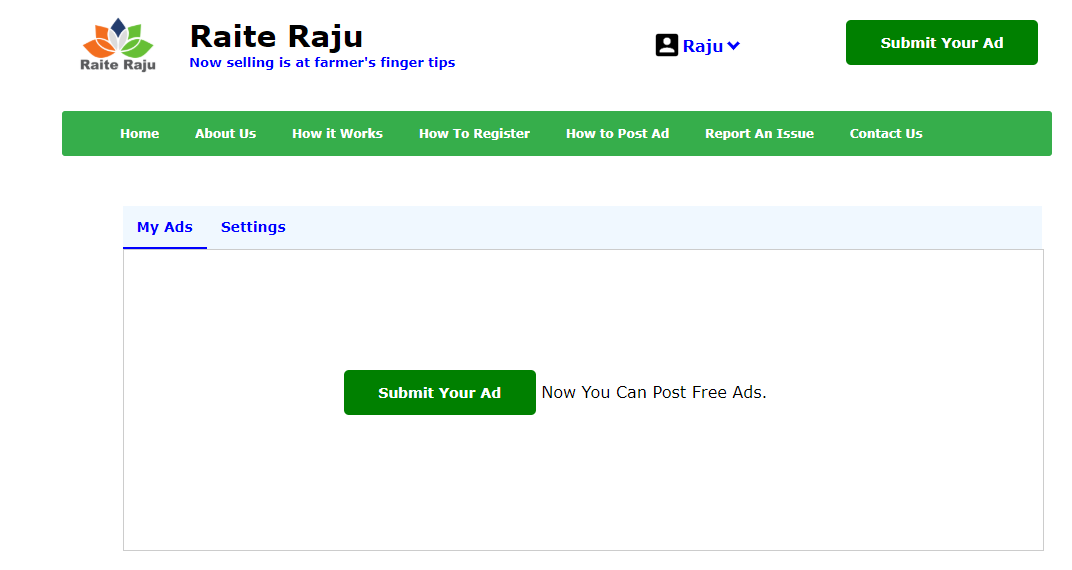 Raite Raju
Raite Raju
Now selling is at farmer's finger tips
Raju
Submit Your Ad
Home About Us How it Works How To Register How to Post Ad Report An Issue Contact Us
My Ads Settings
Submit Your Ad Now You Can Post Free Ads.